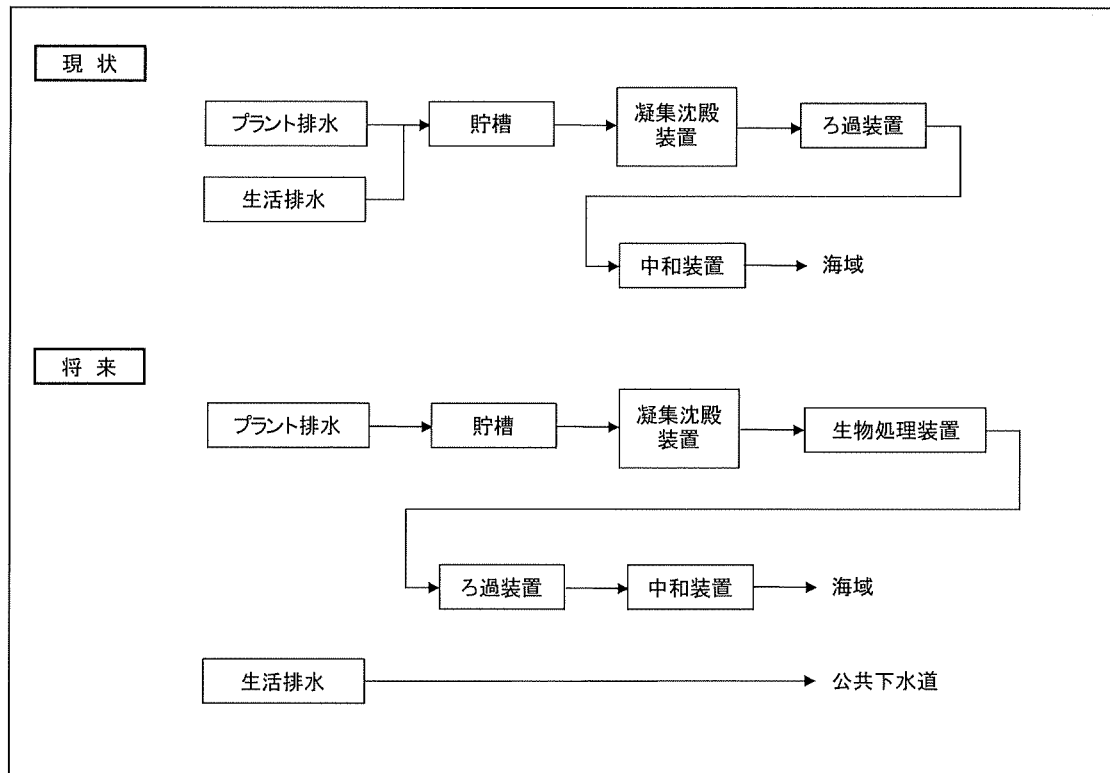 現 状
プラント排水
貯槽
凝集沈殿
装置
ろ過装置
生活排水
中和装置
海域
将 来
プラント排水
貯槽
凝集沈殿
装置
生物処理装置
ろ過装置
中和装置
海域
生活排水
公共下水道